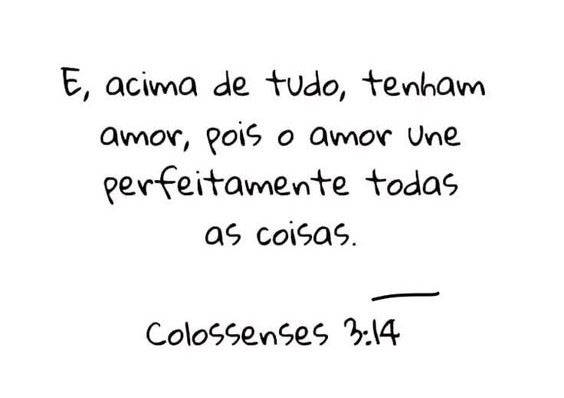 E, acima de tudo, tenham
amor, pois o amor une
perfeitamente todas
as coisas.
Colossenses 3:14